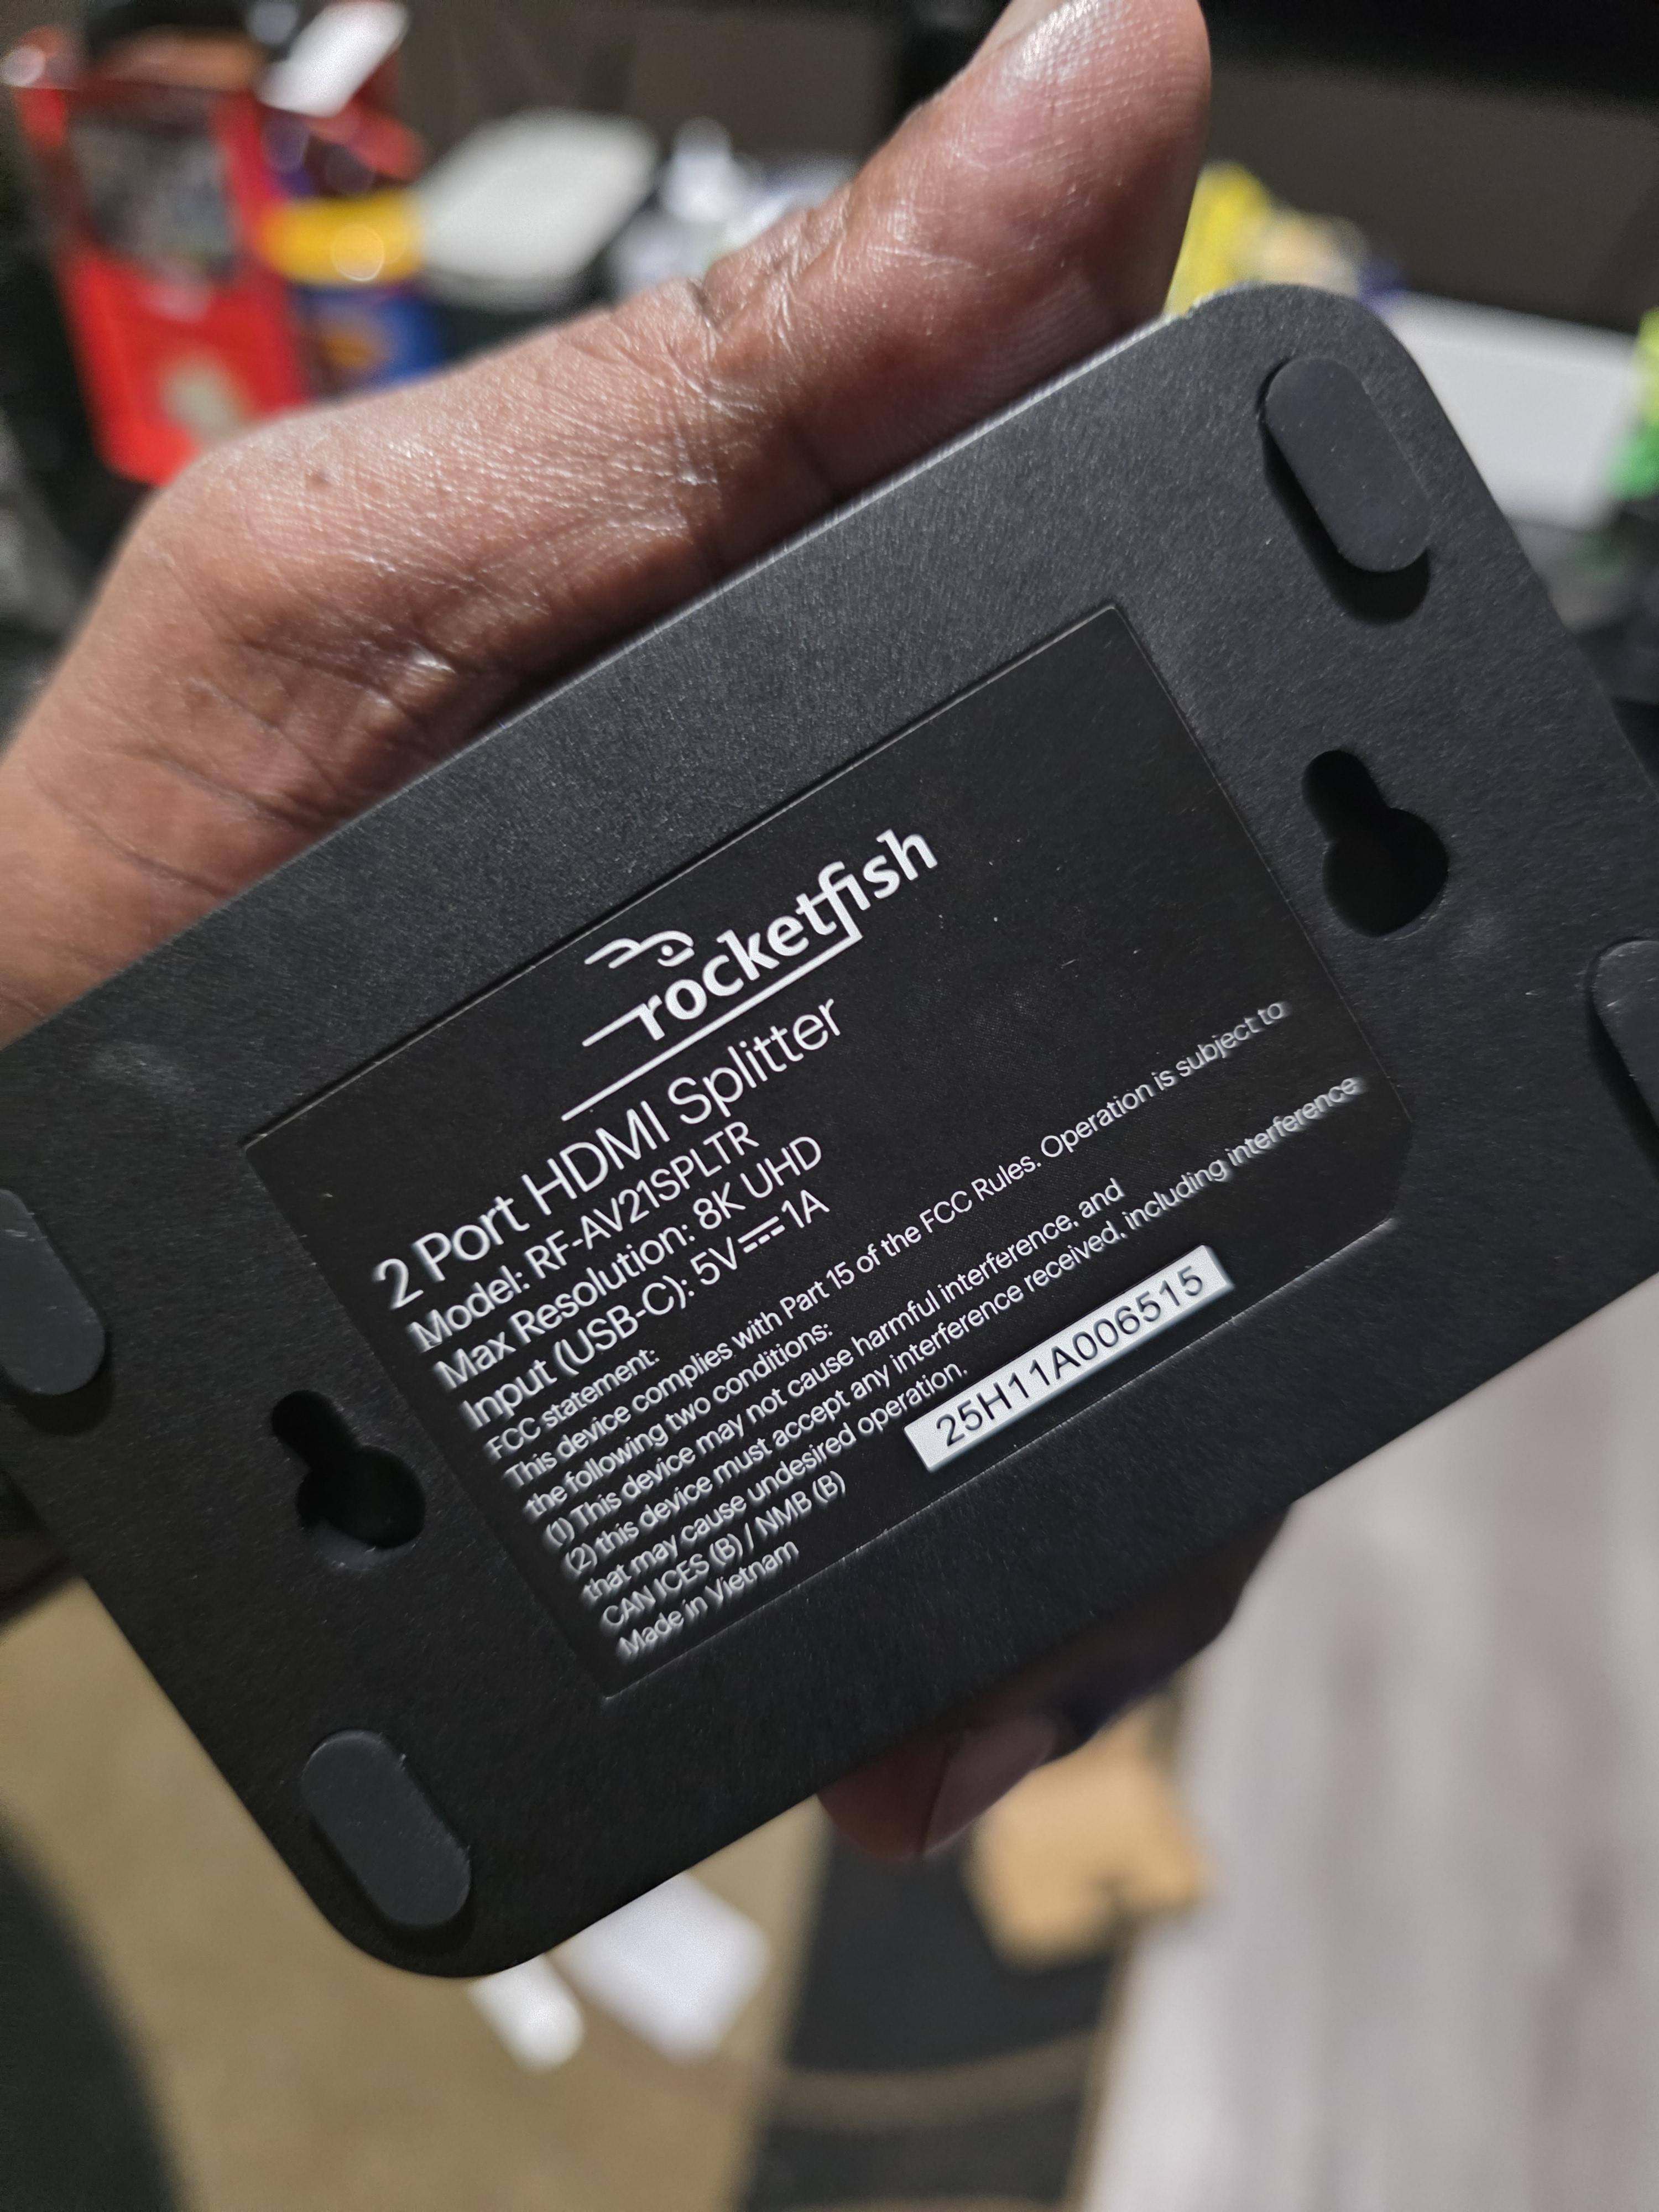 rocketfish
2 Port HDMI Splitter
Model: RF-AV21SPLTR
Max Resolution: 8K UHD
Input (USB-C): 5V⎓1A
FCC statement:
This device complies with Part 15 of the FCC Rules. Operation is subject to
the following two conditions:
(1) This device may not cause harmful interference, and
(2) this device must accept any interference received, including interference
that may cause undesired operation.
CAN ICES (B) / NMB (B)
Made in Vietnam
25H11A006515